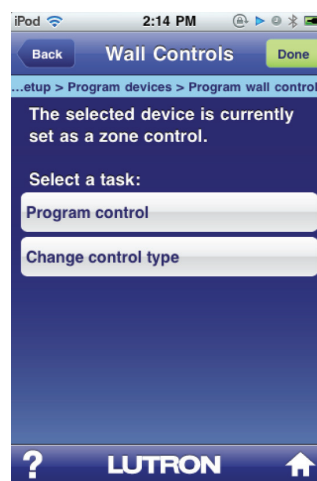 iPod 2:14 PM
Back Wall Controls Done
...etup > Program devices > Program wall control
The selected device is currently
set as a zone control.
Select a task:
Program control
Change control type
? LUTRON